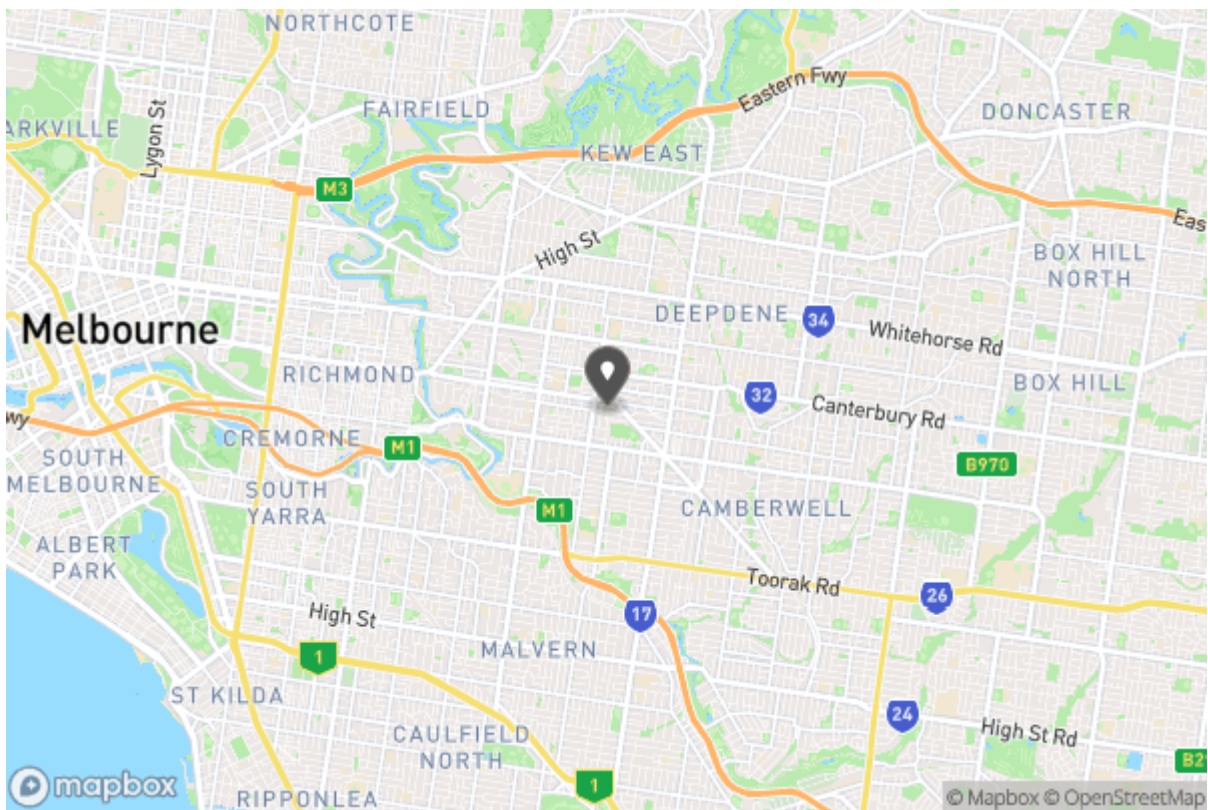 NORTHCOTE
Eastern Fwy
FAIRFIELD
DONCASTER
ARKVILLE
Lygon St
KEW EAST
M3
East
High St
BOX HILL
NORTH
DEEPDENE
34
Melbourne
Whitehorse Rd
RICHMOND
BOX HILL
32
Canterbury Rd
wy
CREMORNE
M1
SOUTH
MELBOURNE
B970
SOUTH
YARRA
M1
CAMBERWELL
ALBERT
PARK
Toorak Rd
26
High St
17
1
MALVERN
ST KILDA
24
High St Rd
CAULFIELD
NORTH
B2
mapbox
1
RIPPONLEA
© Mapbox © OpenStreetMap